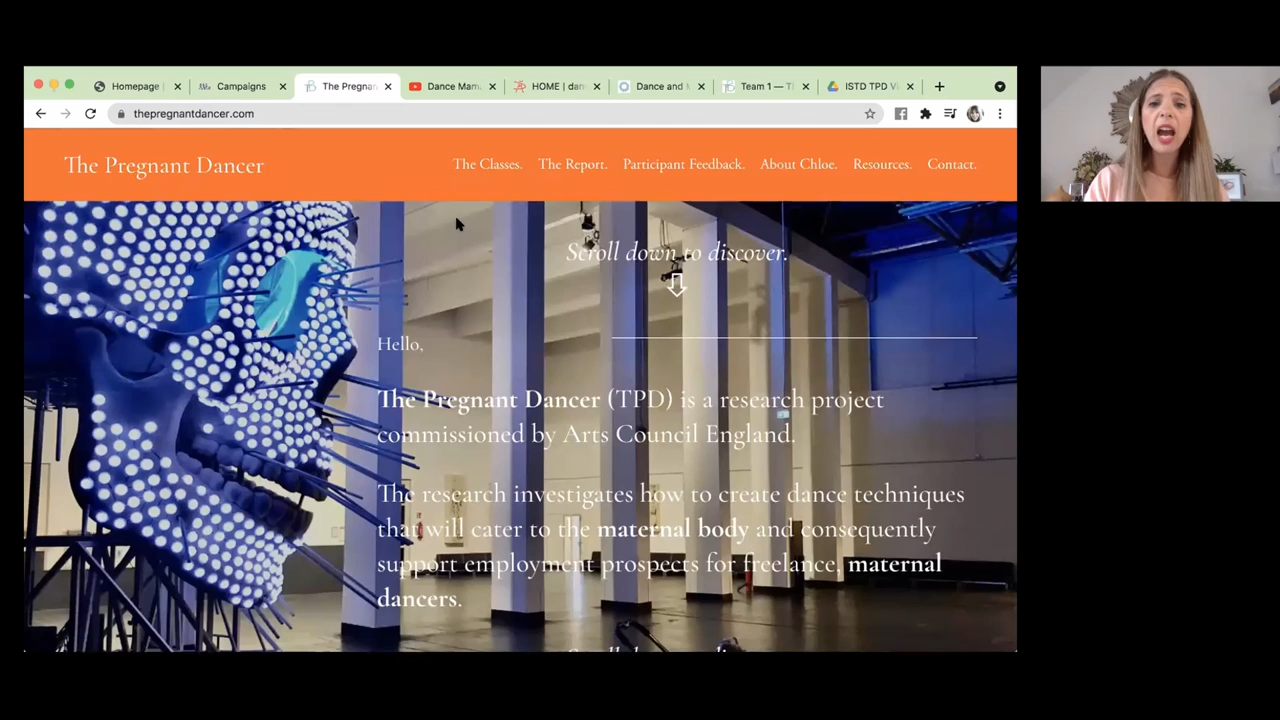 Homepage
Campaigns
The Pregnan
Dance Mam
HOME | dan
Dance and
Team 1 — T
ISTD TPD Vi
thepregnantdancer.com
The Pregnant Dancer
The Classes. The Report. Participant Feedback. About Chloe. Resources. Contact.
Scroll down to discover.
Hello,
The Pregnant Dancer (TPD) is a research project
commissioned by Arts Council England.
The research investigates how to create dance techniques
that will cater to the maternal body and consequently
support employment prospects for freelance, maternal
dancers.